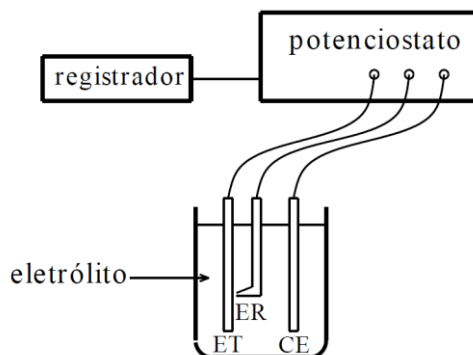 potenciostato
registrador
eletrólito
ER
ET
CE